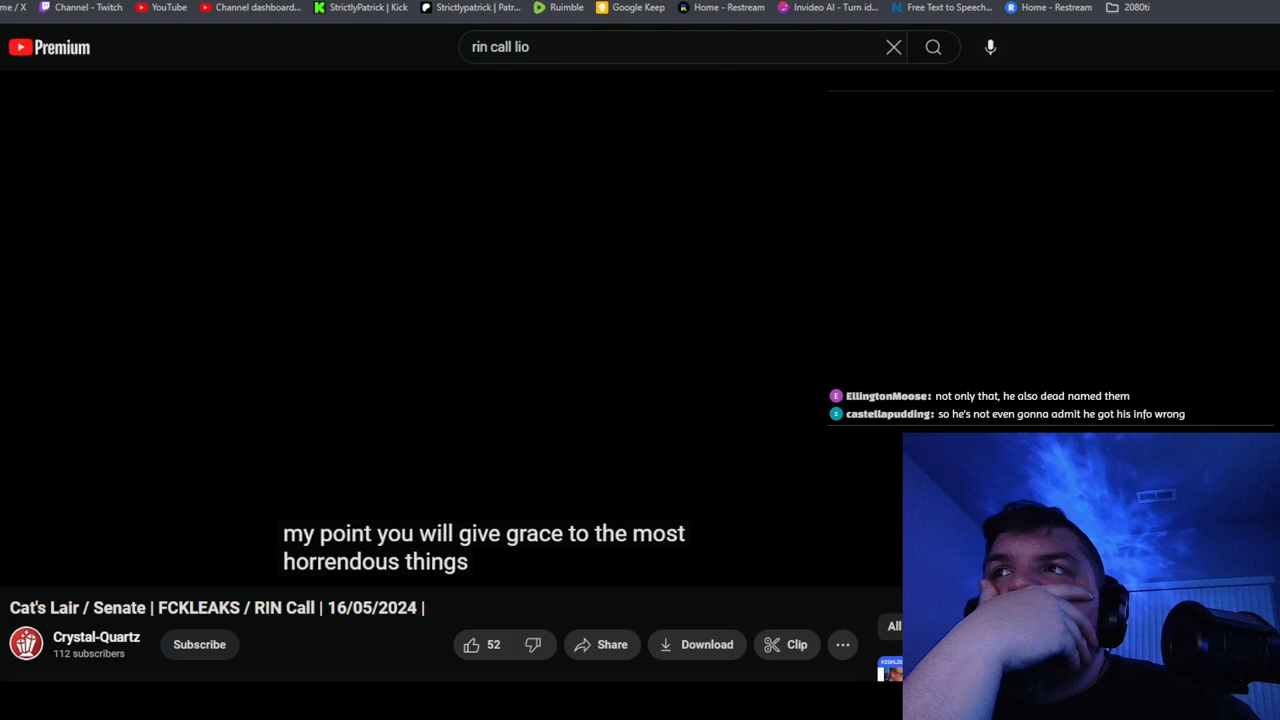 me / X
Channel - Twitch
YouTube
Channel dashboard...
StrictlyPatrick | Kick
Strictlypatrick | Patr...
Rumble
Google Keep
Home - Restream
Invideo AI - Turn id...
Free Text to Speech...
Home - Restream
2080ti
Premium
rin call lio
EllingtonMoose: not only that, he also dead named them
castellapudding: so he's not even gonna admit he got his info wrong
my point you will give grace to the most
horrendous things
Cat's Lair / Senate | FCKLEAKS / RIN Call | 16/05/2024 |
Crystal-Quartz
112 subscribers
Subscribe
52
Share
Download
Clip
All